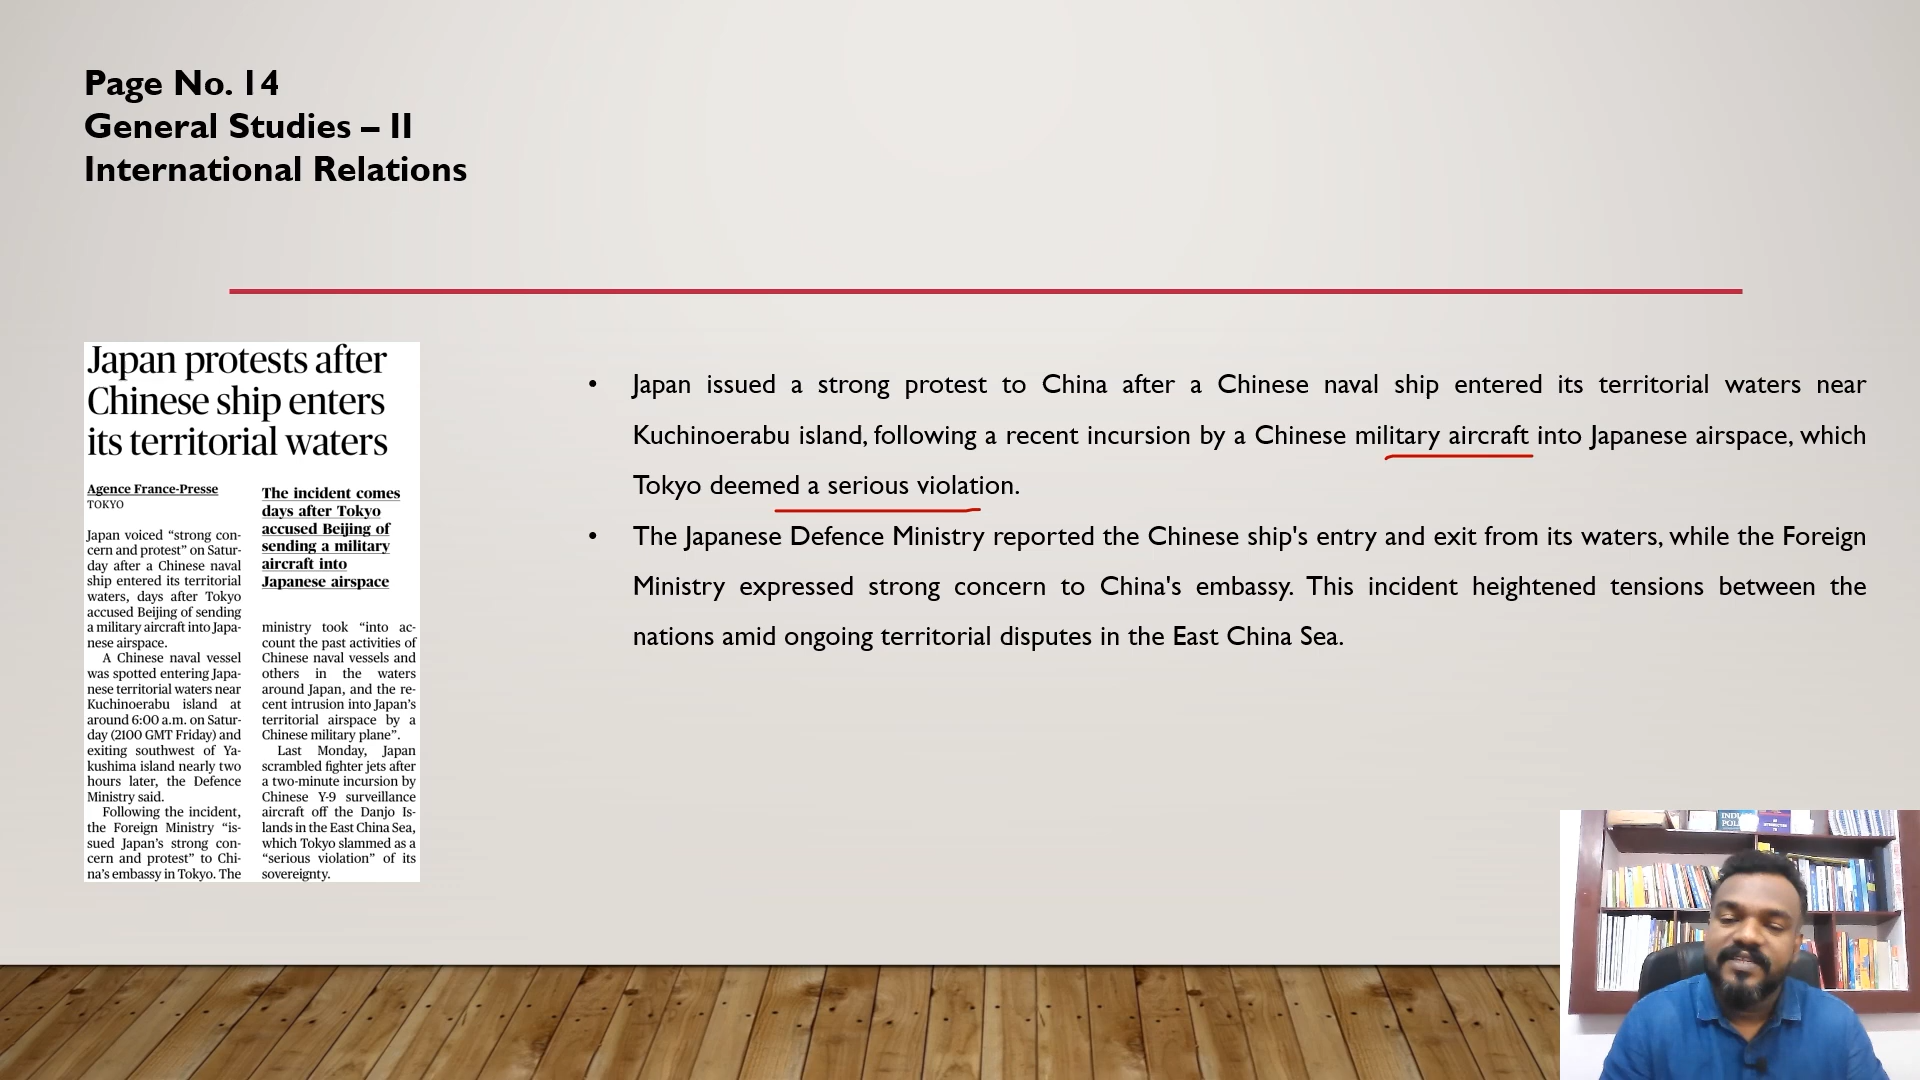 Page No. 14
General Studies – II
International Relations
Japan protests after
Chinese ship enters
its territorial waters
Agence France-Presse
TOKYO
Japan voiced “strong con-
cern and protest” on Satur-
day after a Chinese naval
ship entered its territorial
waters, days after Tokyo
accused Beijing of sending
a military aircraft into Japa-
nese airspace.
A Chinese naval vessel
was spotted entering Japa-
nese territorial waters near
Kuchinoerabu island at
around 6:00 a.m. on Satur-
day (2100 GMT Friday) and
exiting southwest of Ya-
kushima island nearly two
hours later, the Defence
Ministry said.
Following the incident,
the Foreign Ministry “is-
sued Japan’s strong con-
cern and protest” to Chi-
na’s embassy in Tokyo. The
The incident comes
days after Tokyo
accused Beijing of
sending a military
aircraft into
Japanese airspace
ministry took “into ac-
count the past activities of
Chinese naval vessels and
others in the waters
around Japan, and the re-
cent intrusion into Japan’s
territorial airspace by a
Chinese military plane”.
Last Monday, Japan
scrambled fighter jets after
a two-minute incursion by
Chinese Y-9 surveillance
aircraft off the Danjo Is-
lands in the East China Sea,
which Tokyo slammed as a
“serious violation” of its
sovereignty.
• Japan issued a strong protest to China after a Chinese naval ship entered its territorial waters near
Kuchinoerabu island, following a recent incursion by a Chinese military aircraft into Japanese airspace, which
Tokyo deemed a serious violation.
• The Japanese Defence Ministry reported the Chinese ship's entry and exit from its waters, while the Foreign
Ministry expressed strong concern to China's embassy. This incident heightened tensions between the
nations amid ongoing territorial disputes in the East China Sea.